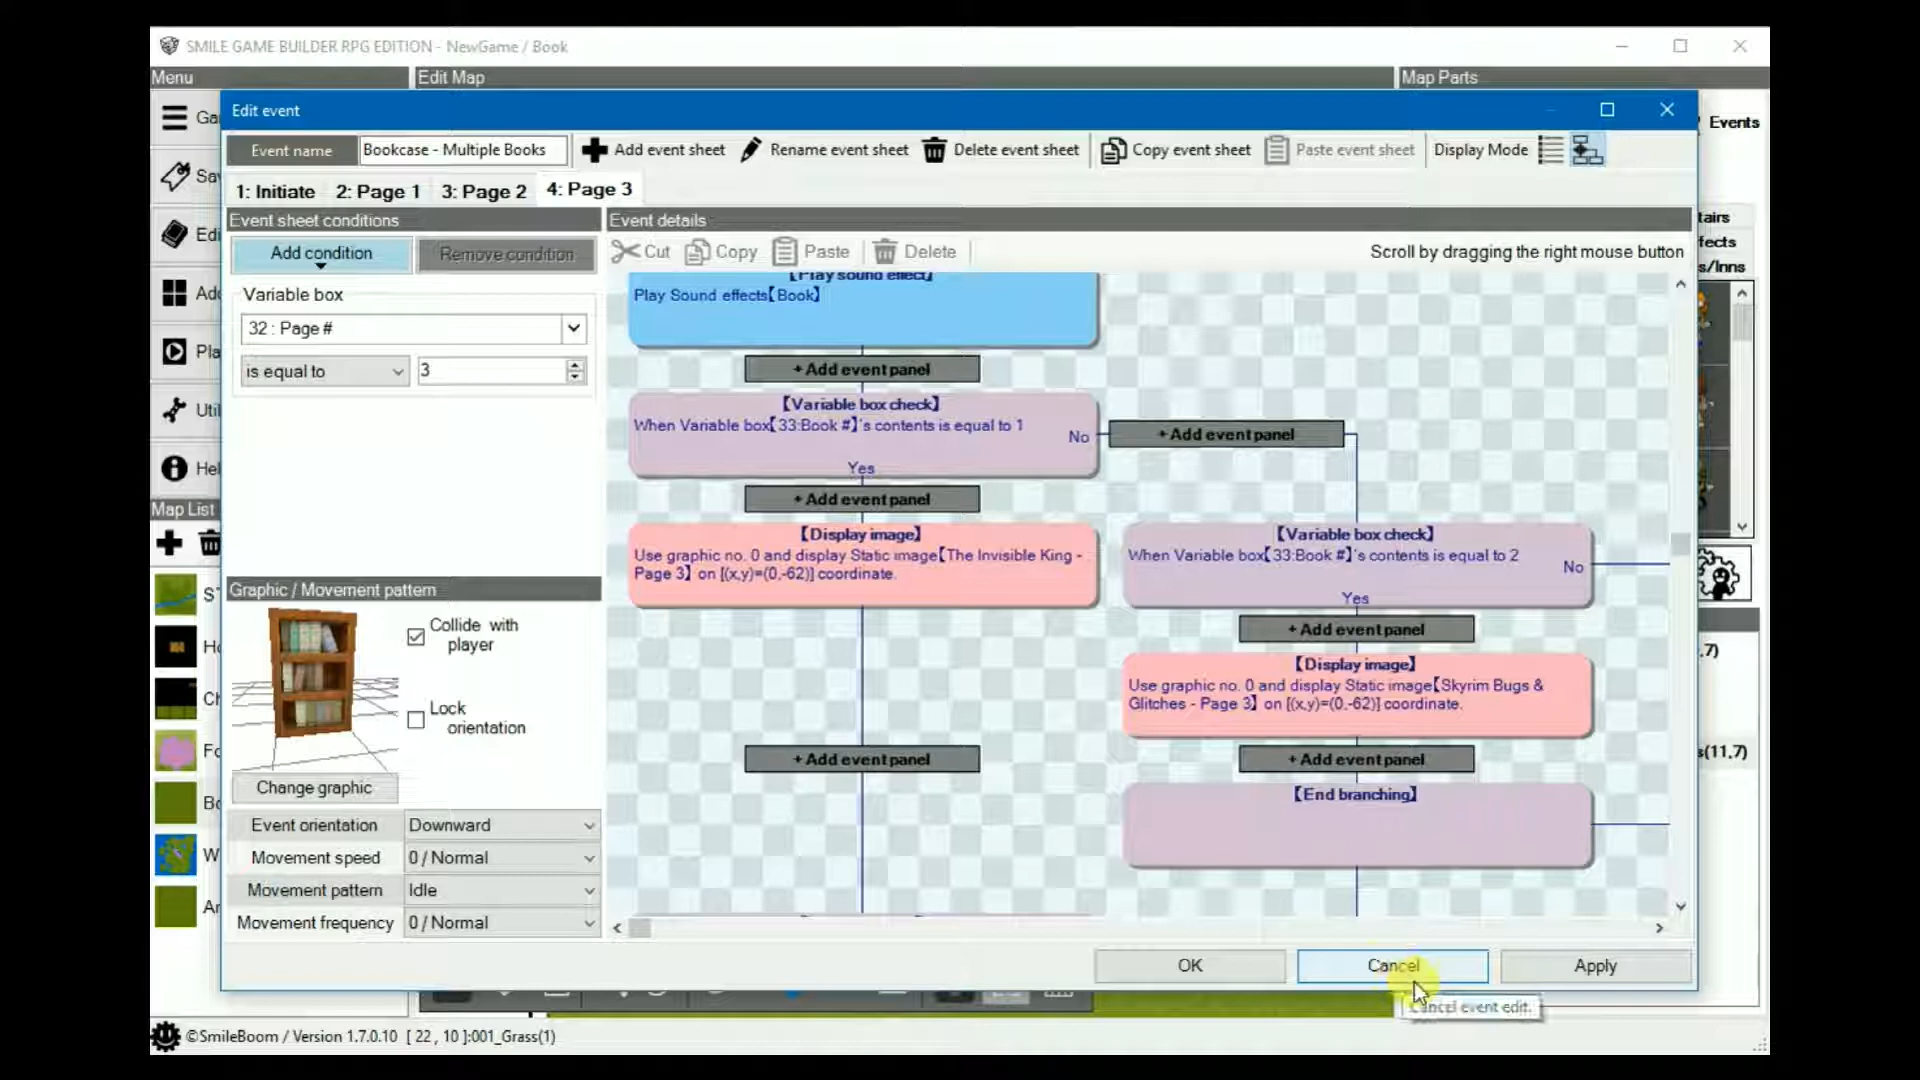 SMILE GAME BUILDER RPG EDITION - NewGame / Book
Menu
Edit Map
Map Parts
Edit event
Events
Event name
Bookcase - Multiple Books
Add event sheet
Rename event sheet
Delete event sheet
Copy event sheet
Paste event sheet
Display Mode
1: Initiate
2: Page 1
3: Page 2
4: Page 3
Event sheet conditions
Event details
Add condition
Remove condition
Cut
Copy
Paste
Delete
Scroll by dragging the right mouse button
Variable box
32 : Page #
is equal to
3
【Play sound effect】
Play Sound effects【Book】
+ Add event panel
【Variable box check】
When Variable box【33:Book #】's contents is equal to 1
No
+ Add event panel
Yes
+ Add event panel
【Display image】
Use graphic no. 0 and display Static image【The Invisible King -
Page 3】 on [(x,y)=(0,-62)] coordinate.
【Variable box check】
When Variable box【33:Book #】's contents is equal to 2
No
Yes
+ Add event panel
【Display image】
Use graphic no. 0 and display Static image【Skyrim Bugs &
Glitches - Page 3】 on [(x,y)=(0,-62)] coordinate.
+ Add event panel
+ Add event panel
【End branching】
Graphic / Movement pattern
Collide with
player
Lock
orientation
Change graphic
Event orientation
Downward
Movement speed
0 / Normal
Movement pattern
Idle
Movement frequency
0 / Normal
OK
Cancel
Apply
Cancel event edit.
Map List
©SmileBoom / Version 1.7.0.10 [ 22 , 10 ]:001_Grass(1)